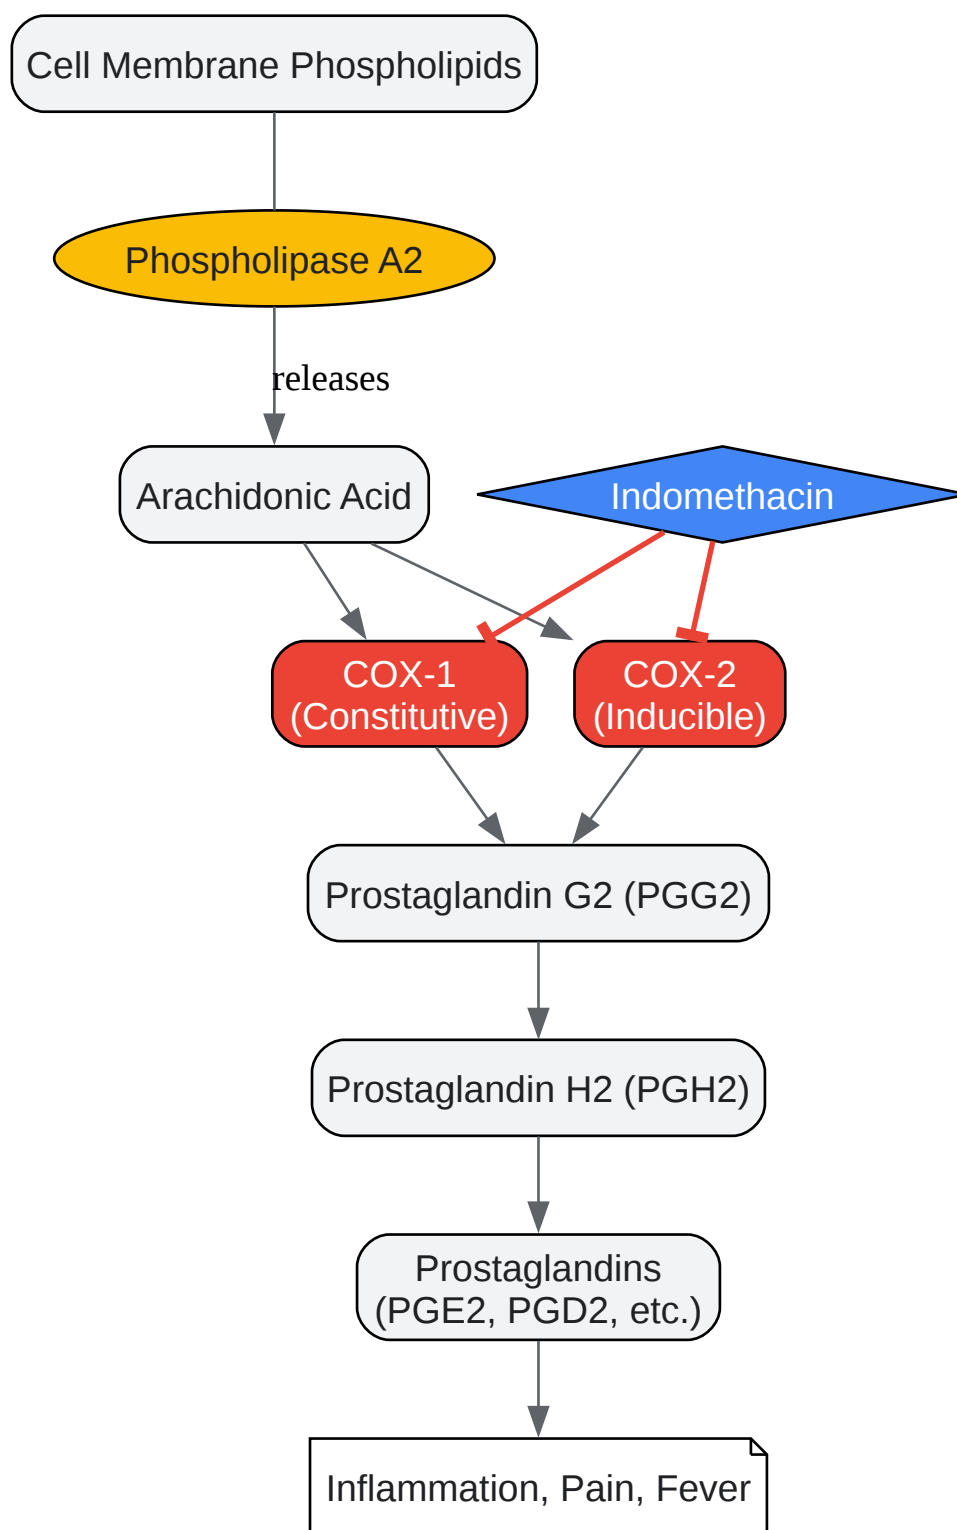 Cell Membrane Phospholipids
Phospholipase A2
releases
Arachidonic Acid
Indomethacin
COX-1
(Constitutive)
COX-2
(Inducible)
Prostaglandin G2 (PGG2)
Prostaglandin H2 (PGH2)
Prostaglandins
(PGE2, PGD2, etc.)
Inflammation, Pain, Fever